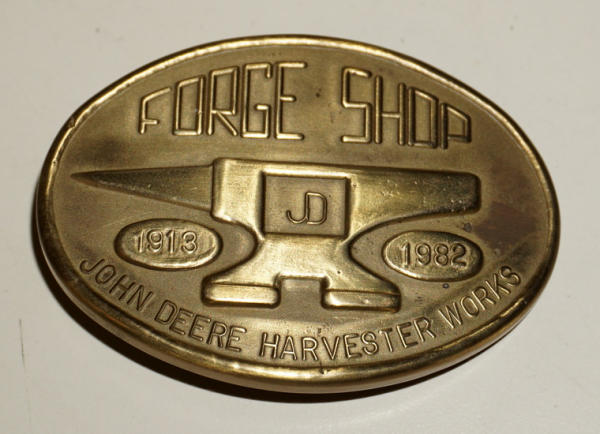 FORGE SHOP
JD
1913 1982
JOHN DEERE HARVESTER WORKS